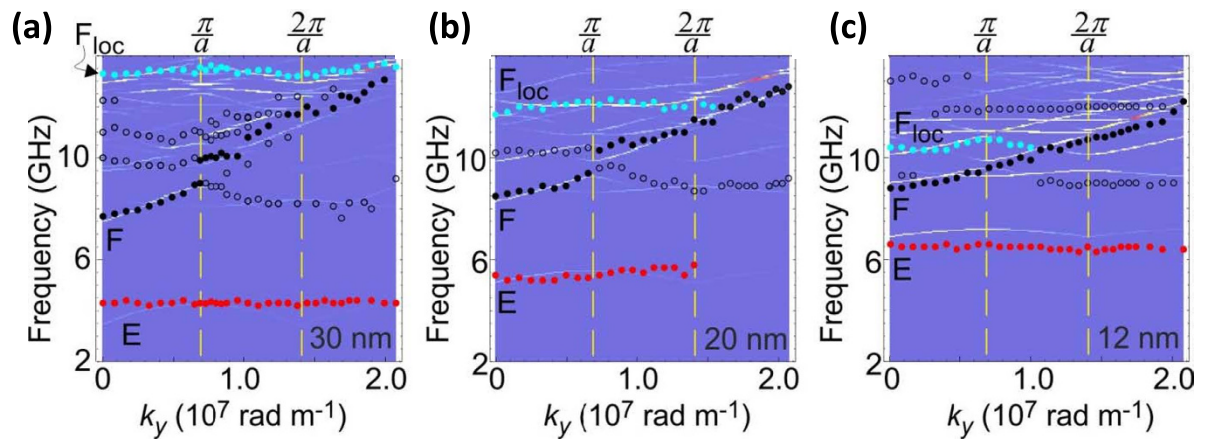 (a)
F_loc
π/a
2π/a
Frequency (GHz)
10
6
2
F
E
30 nm
0
1.0
2.0
k_y (10^7 rad m^-1)
(b)
π/a
2π/a
Frequency (GHz)
10
6
2
F_loc
F
E
20 nm
0
1.0
2.0
k_y (10^7 rad m^-1)
(c)
π/a
2π/a
Frequency (GHz)
10
6
2
F_loc
F
E
12 nm
0
1.0
2.0
k_y (10^7 rad m^-1)